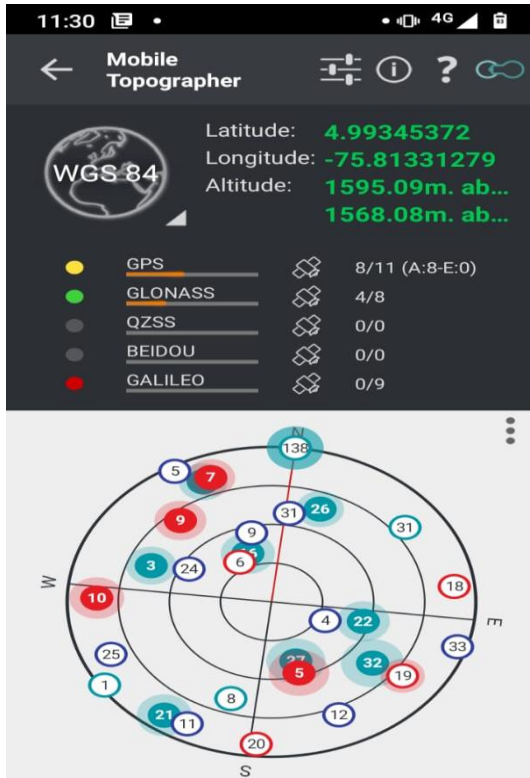 11:30 4G 93
Mobile
Topographer
? 
WGS 84
Latitude: 4.99345372
Longitude: -75.81331279
Altitude: 1595.09m. ab...
1568.08m. ab...
GPS 8/11 (A:8-E:0)
GLONASS 4/8
QZSS 0/0
BEIDOU 0/0
GALILEO 0/9
N
138
5 7
31 26
9 31
9
16
6
3 24
18
W 10
4 22 E
33
25 27 32
5 19
1
8
21 11 12
20
S